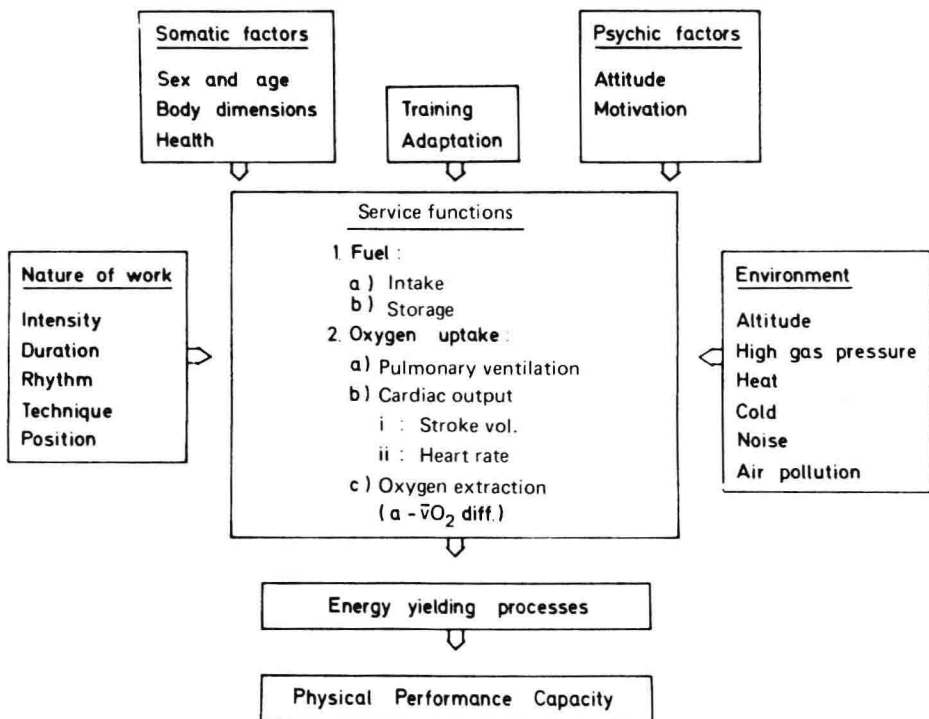 Somatic factors
Sex and age
Body dimensions
Health
Training
Adaptation
Psychic factors
Attitude
Motivation
Nature of work
Intensity
Duration
Rhythm
Technique
Position
Service functions
1. Fuel :
a) Intake
b) Storage
2. Oxygen uptake :
a) Pulmonary ventilation
b) Cardiac output
i : Stroke vol.
ii : Heart rate
c) Oxygen extraction
(a - v̄O₂ diff.)
Environment
Altitude
High gas pressure
Heat
Cold
Noise
Air pollution
Energy yielding processes
Physical Performance Capacity